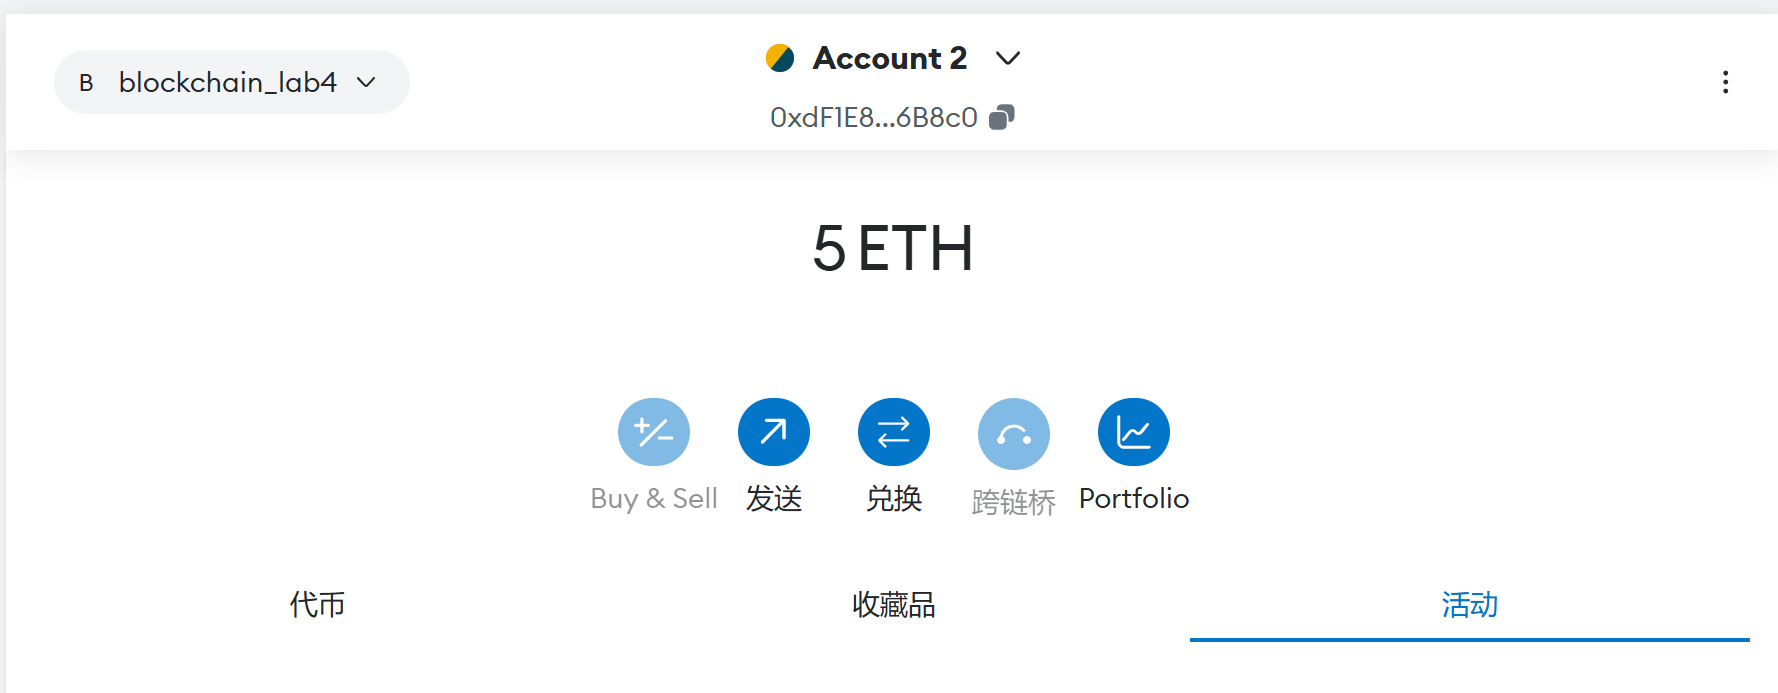 B blockchain_lab4
Account 2
0xdF1E8...6B8c0
5 ETH
Buy & Sell 发送 兑换 跨链桥 Portfolio
代币 收藏品 活动